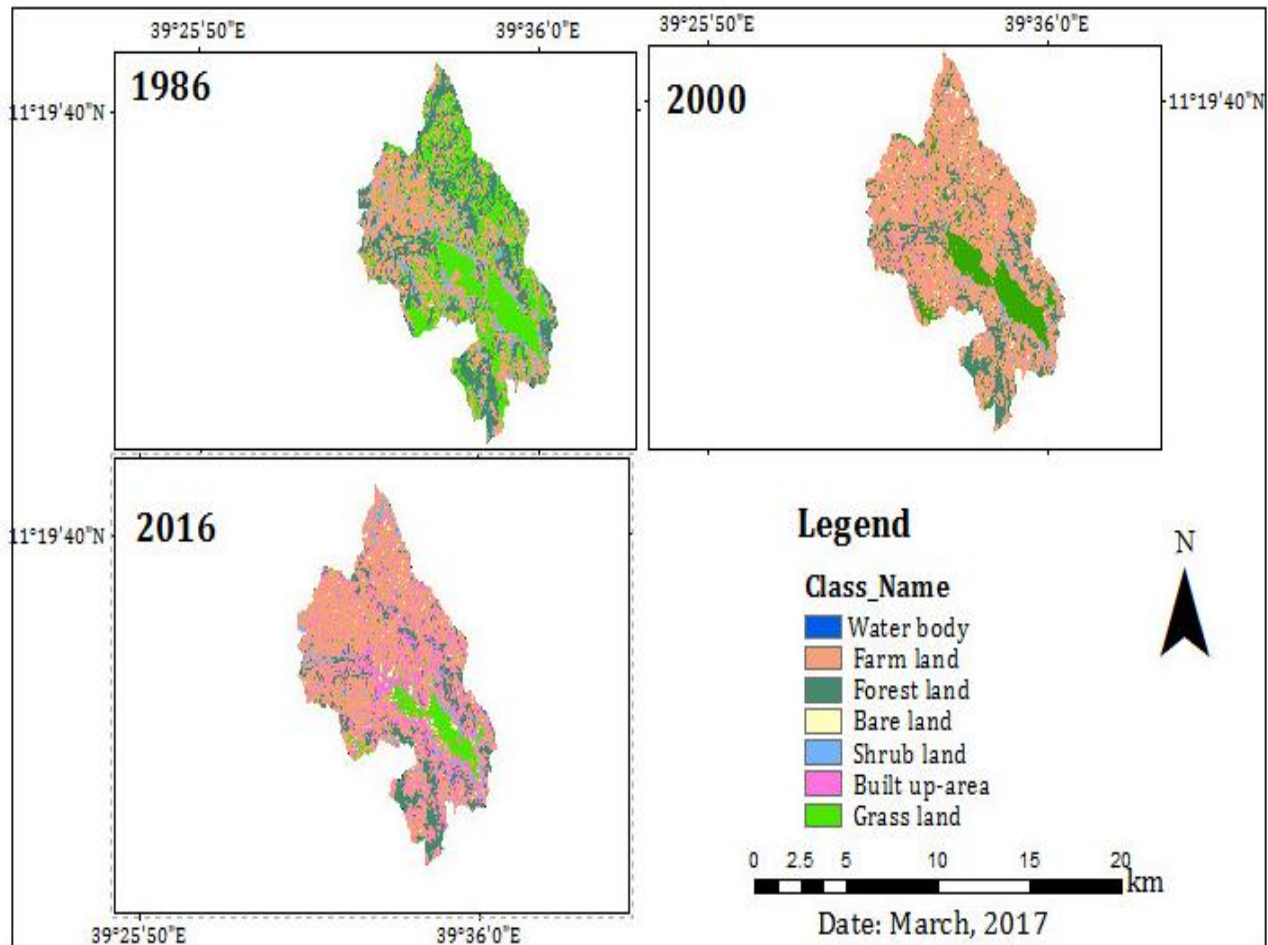 39°25'50"E 39°36'0"E 39°25'50"E 39°36'0"E
1986
2000
11°19'40"N
11°19'40"N
2016
11°19'40"N
Legend
N
Class_Name
Water body
Farm land
Forest land
Bare land
Shrub land
Built up-area
Grass land
0 2.5 5 10 15 20
km
Date: March, 2017
39°25'50"E 39°36'0"E